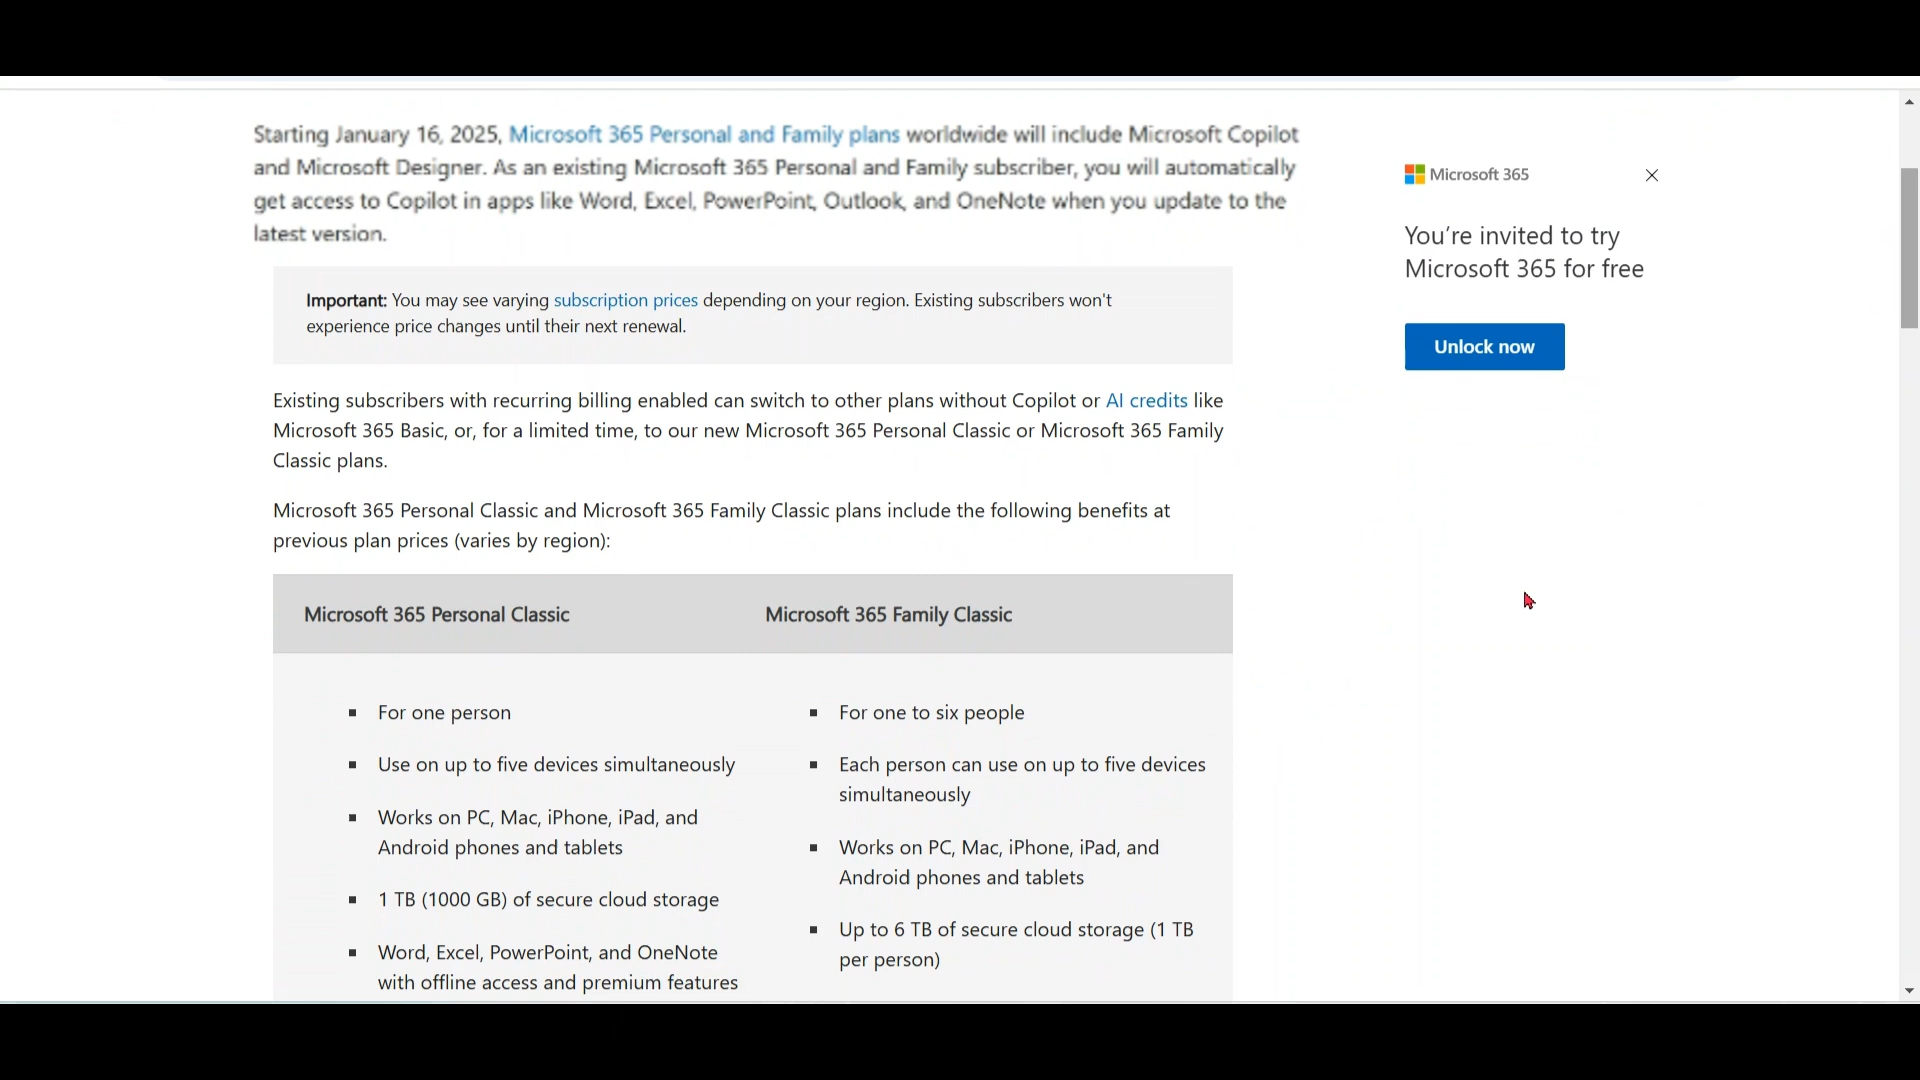 Starting January 16, 2025, Microsoft 365 Personal and Family plans worldwide will include Microsoft Copilot
and Microsoft Designer. As an existing Microsoft 365 Personal and Family subscriber, you will automatically
get access to Copilot in apps like Word, Excel, PowerPoint, Outlook, and OneNote when you update to the
latest version.
Microsoft 365
You're invited to try
Microsoft 365 for free
Unlock now
Important: You may see varying subscription prices depending on your region. Existing subscribers won't
experience price changes until their next renewal.
Existing subscribers with recurring billing enabled can switch to other plans without Copilot or AI credits like
Microsoft 365 Basic, or, for a limited time, to our new Microsoft 365 Personal Classic or Microsoft 365 Family
Classic plans.
Microsoft 365 Personal Classic and Microsoft 365 Family Classic plans include the following benefits at
previous plan prices (varies by region):
Microsoft 365 Personal Classic
▪ For one person
▪ Use on up to five devices simultaneously
▪ Works on PC, Mac, iPhone, iPad, and
Android phones and tablets
▪ 1 TB (1000 GB) of secure cloud storage
▪ Word, Excel, PowerPoint, and OneNote
with offline access and premium features
Microsoft 365 Family Classic
▪ For one to six people
▪ Each person can use on up to five devices
simultaneously
▪ Works on PC, Mac, iPhone, iPad, and
Android phones and tablets
▪ Up to 6 TB of secure cloud storage (1 TB
per person)